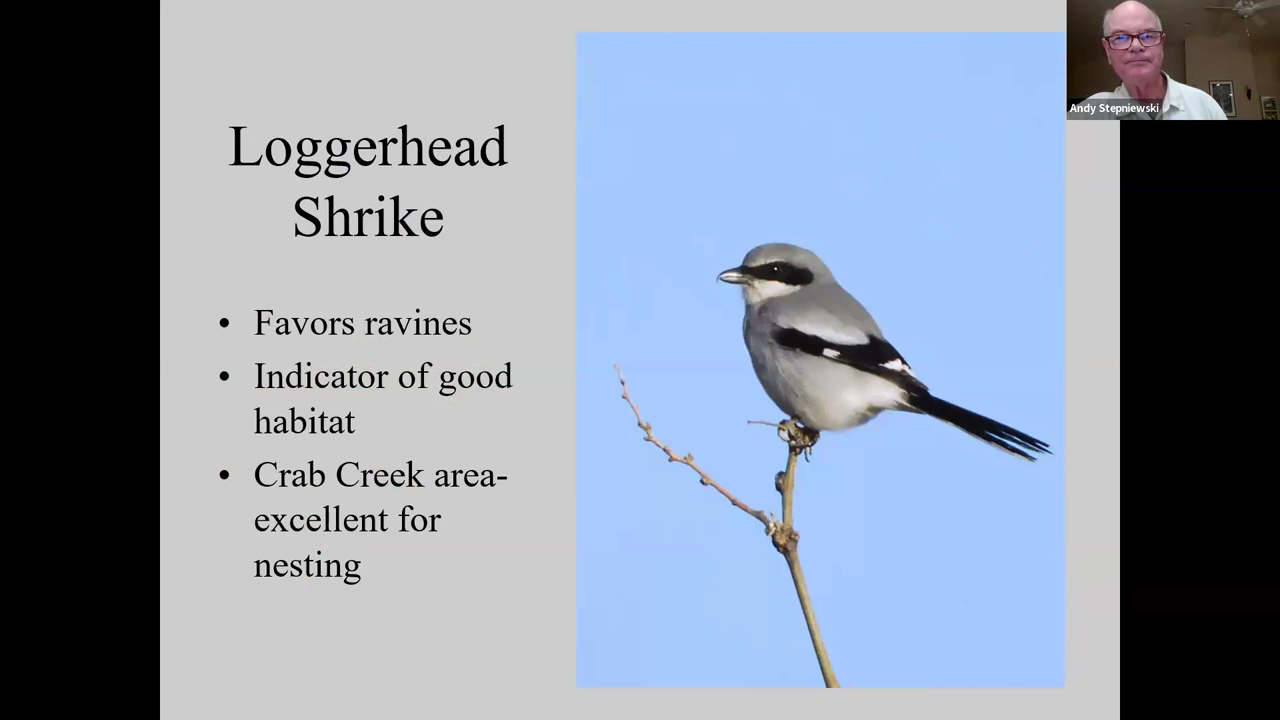 Loggerhead
Shrike
• Favors ravines
• Indicator of good
habitat
• Crab Creek area-
excellent for
nesting
Andy Stepniewski